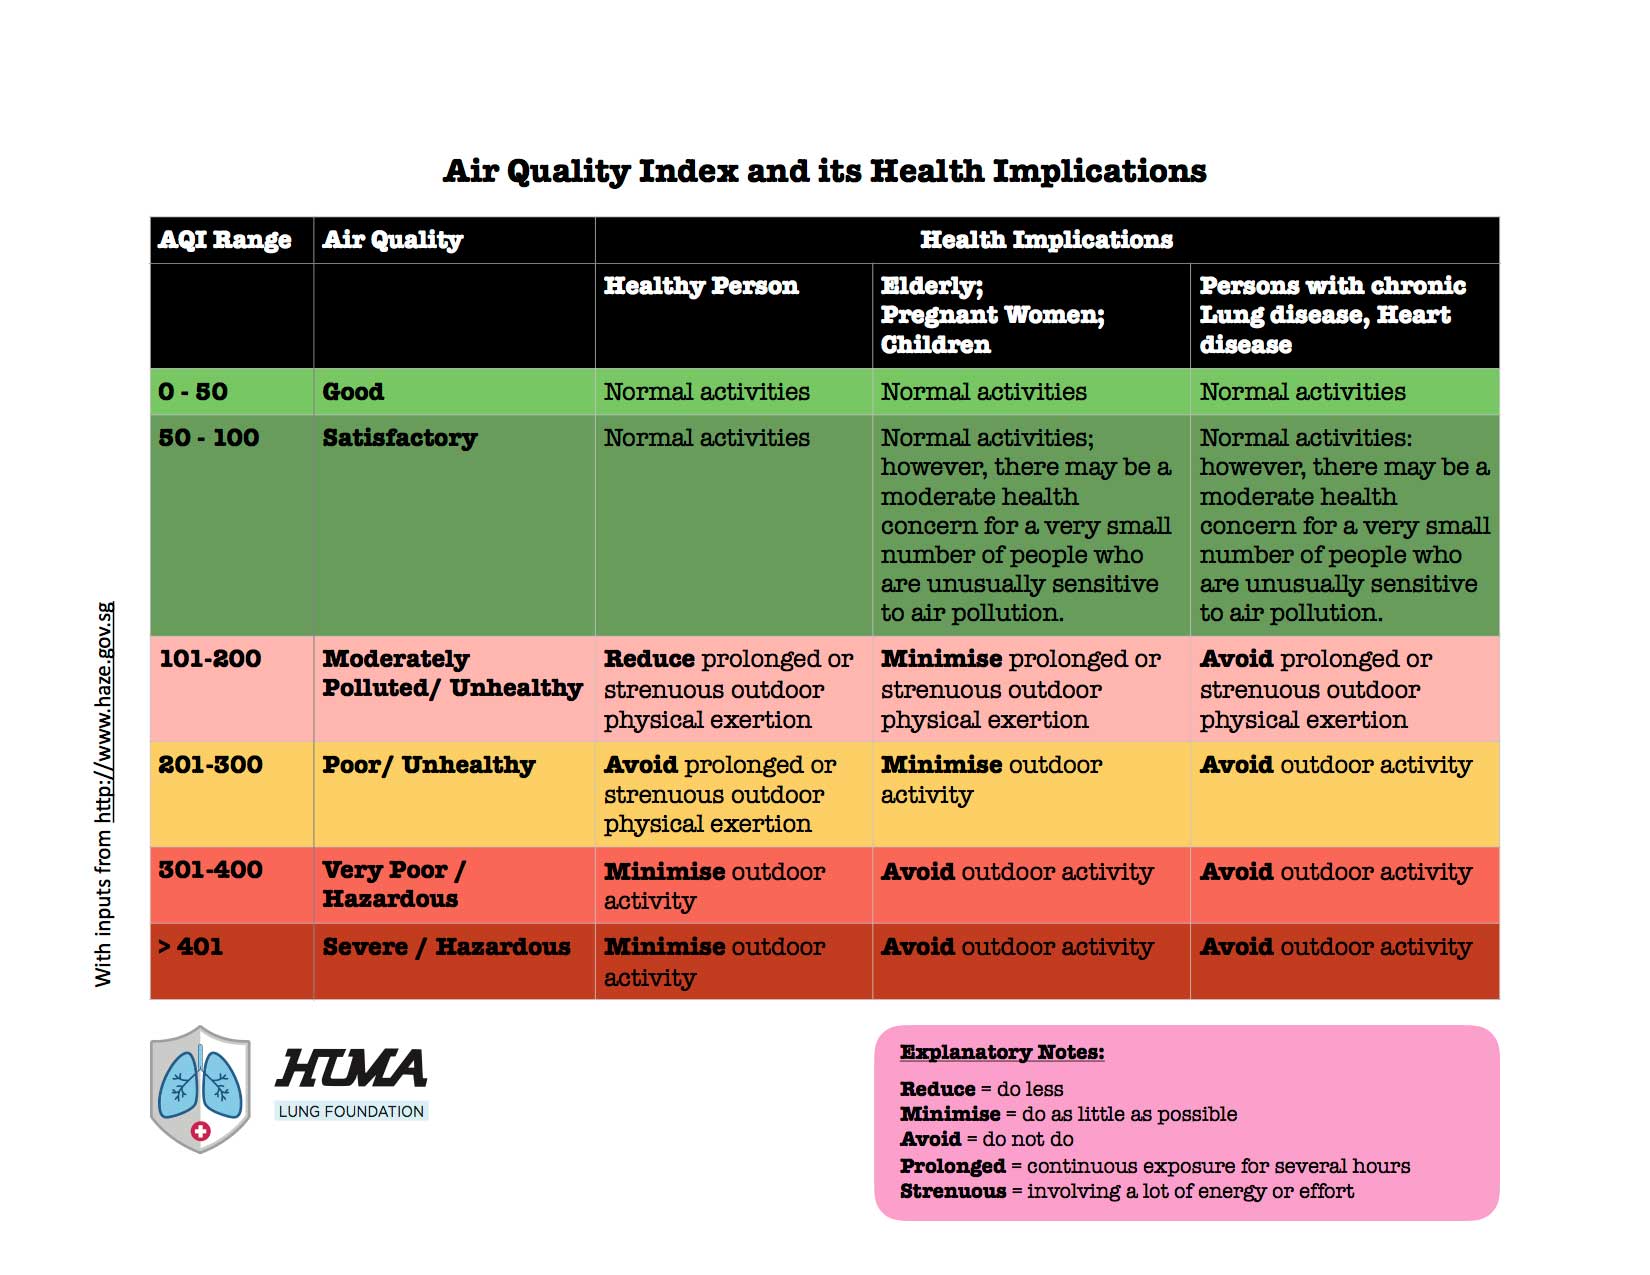 Air Quality Index and its Health Implications
AQI Range Air Quality Health Implications
Healthy Person
Elderly;
Pregnant Women;
Children
Persons with chronic
Lung disease, Heart
disease
0 - 50 Good Normal activities Normal activities Normal activities
50 - 100 Satisfactory Normal activities
Normal activities;
however, there may be a
moderate health
concern for a very small
number of people who
are unusually sensitive
to air pollution.
Normal activities:
however, there may be a
moderate health
concern for a very small
number of people who
are unusually sensitive
to air pollution.
101-200
Moderately
Polluted/ Unhealthy
Reduce prolonged or
strenuous outdoor
physical exertion
Minimise prolonged or
strenuous outdoor
physical exertion
Avoid prolonged or
strenuous outdoor
physical exertion
201-300
Poor/ Unhealthy
Avoid prolonged or
strenuous outdoor
physical exertion
Minimise outdoor
activity
Avoid outdoor activity
301-400
Very Poor /
Hazardous
Minimise outdoor
activity
Avoid outdoor activity
Avoid outdoor activity
> 401
Severe / Hazardous
Minimise outdoor
activity
Avoid outdoor activity
Avoid outdoor activity
With inputs from http://www.haze.gov.sg
LUNG FOUNDATION
Explanatory Notes:
Reduce = do less
Minimise = do as little as possible
Avoid = do not do
Prolonged = continuous exposure for several hours
Strenuous = involving a lot of energy or effort